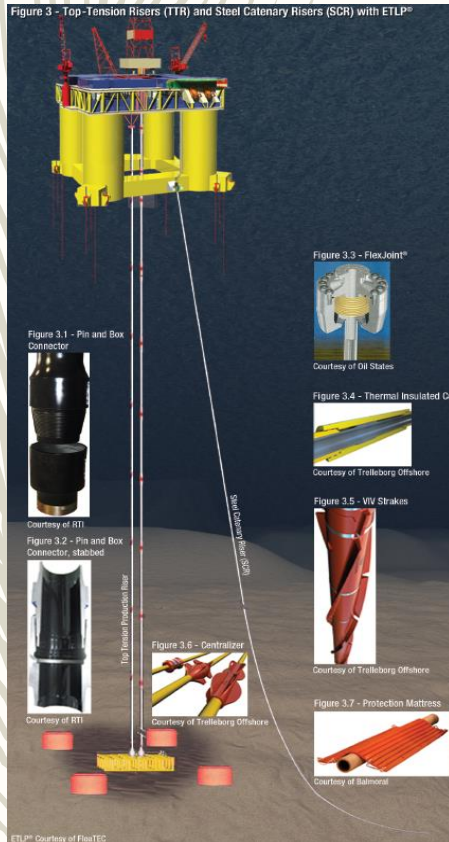 Figure 3 - Top-Tension Risers (TTR) and Steel Catenary Risers (SCR) with ETLP®
Figure 3.3 - FlexJoint®
Courtesy of Oil States
Figure 3.1 - Pin and Box
Connector
Courtesy of RTI
Figure 3.4 - Thermal Insulated
Courtesy of Trelleborg Offshore
Figure 3.5 - VIV Strakes
Courtesy of Trelleborg Offshore
Figure 3.2 - Pin and Box
Connector, stabbed
Courtesy of RTI
Top Tension Production Riser
Steel Catenary Riser (SCR)
Figure 3.6 - Centralizer
Courtesy of Trelleborg Offshore
Figure 3.7 - Protection Mattress
Courtesy of Balmoral
ETLP® Courtesy of FloaTEC